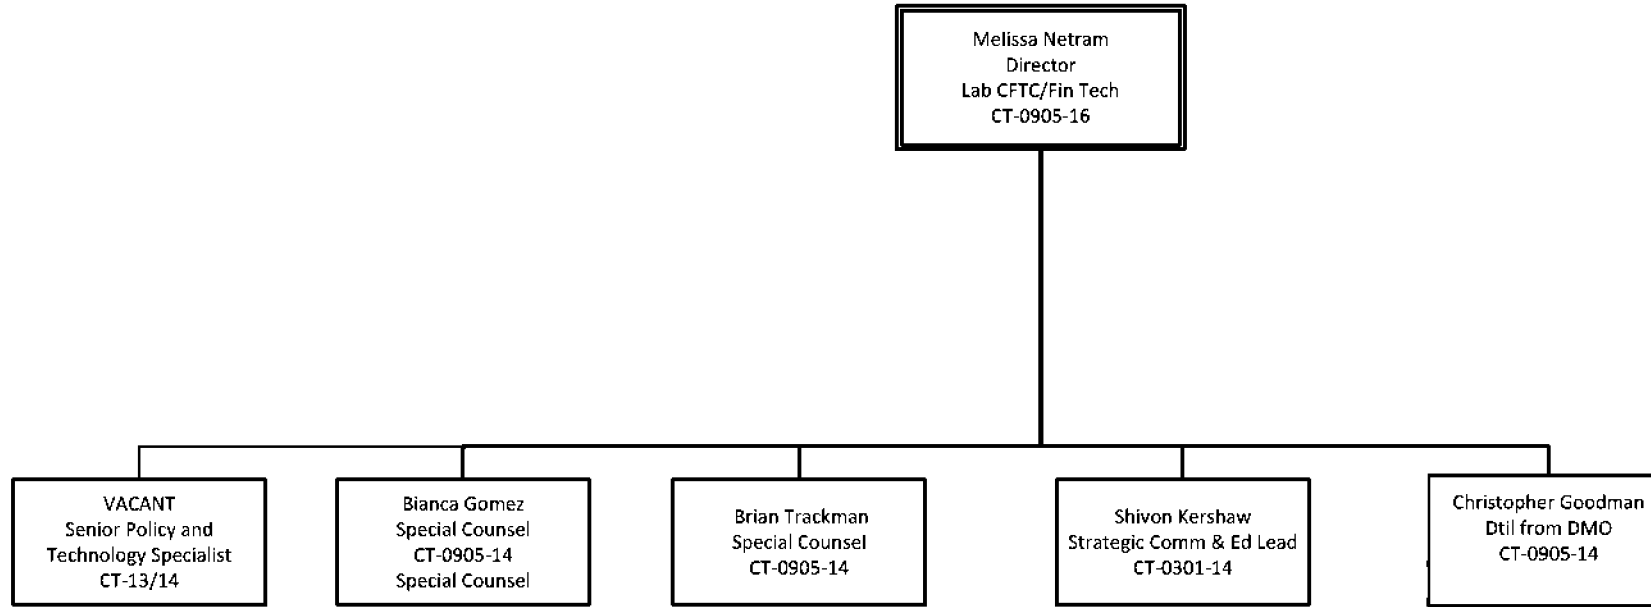 Melissa Netram
Director
Lab CFTC/Fin Tech
CT-0905-16
VACANT
Senior Policy and
Technology Specialist
CT-13/14
Bianca Gomez
Special Counsel
CT-0905-14
Special Counsel
Brian Trackman
Special Counsel
CT-0905-14
Shivon Kershaw
Strategic Comm & Ed Lead
CT-0301-14
Christopher Goodman
Dtil from DMO
CT-0905-14